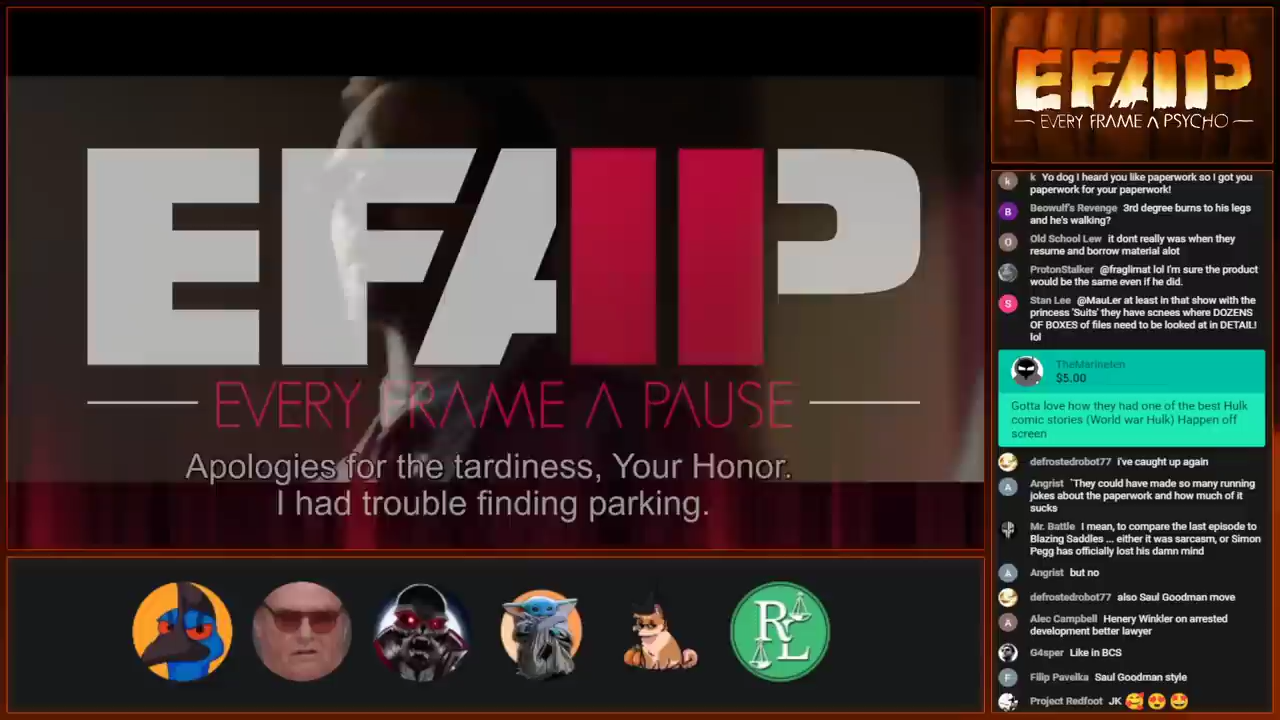 EFAIIP
EVERY FRAME A PAUSE
Apologies for the tardiness, Your Honor.
I had trouble finding parking.
RL
EFAIIP
EVERY FRAME A PSYCHO
k Yo dog I heard you like paperwork so I got you
paperwork for your paperwork!
B
Beowulf's Revenge 3rd degree burns to his legs
and he's walking?
O
Old School Lew it dont really was when they
resume and borrow material alot
ProtonStalker @fraglimat lol I'm sure the product
would be the same even if he did.
S
Stan Lee @MauLer at least in that show with the
princess 'Suits' they have scnees where DOZENS
OF BOXES of files need to be looked at in DETAIL!
lol
TheMarineten
$5.00
Gotta love how they had one of the best Hulk
comic stories (World war Hulk) Happen off
screen
defrostedrobot77 i've caught up again
A
Angrist `They could have made so many running
jokes about the paperwork and how much of it
sucks
Mr. Battle I mean, to compare the last episode to
Blazing Saddles ... either it was sarcasm, or Simon
Pegg has officially lost his damn mind
A
Angrist but no
defrostedrobot77 also Saul Goodman move
A
Alec Campbell Henery Winkler on arrested
development better lawyer
G4sper Like in BCS
F
Filip Pavelka Saul Goodman style
Project Redfoot JK 🥰😍🤩